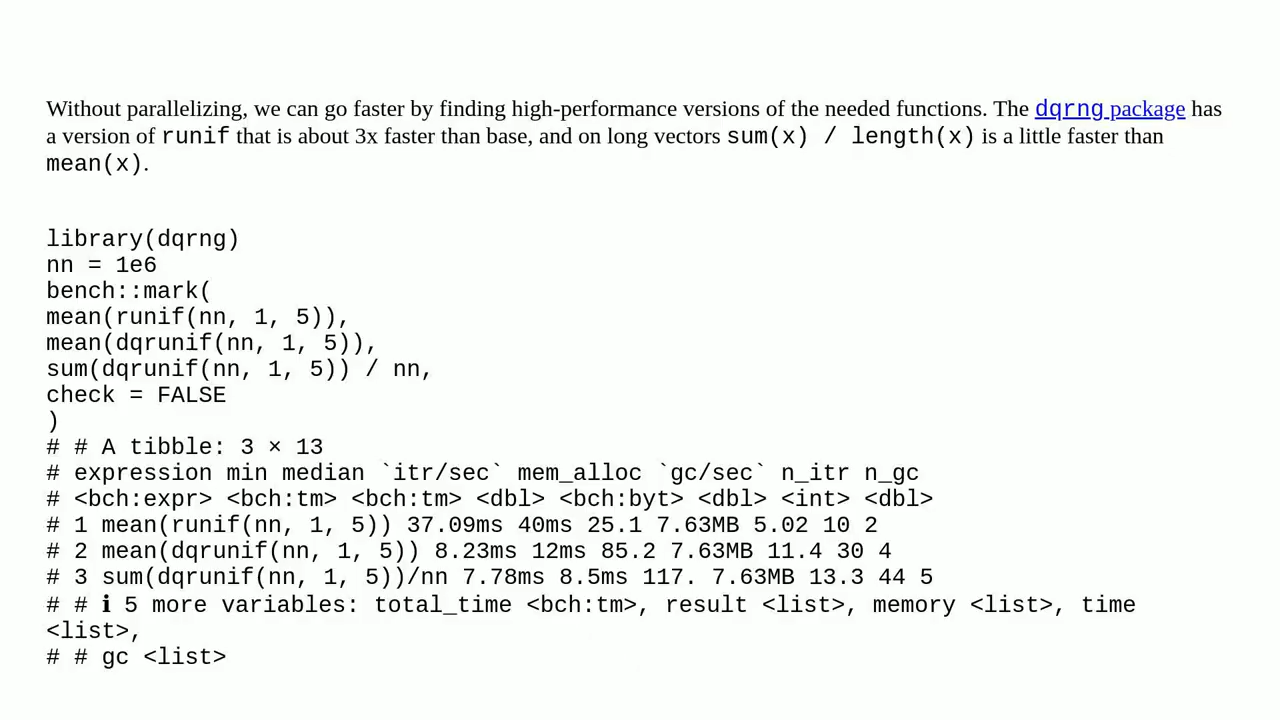 Without parallelizing, we can go faster by finding high-performance versions of the needed functions. The dqrng package has
a version of runif that is about 3x faster than base, and on long vectors sum(x) / length(x) is a little faster than
mean(x).
library(dqrng)
nn = 1e6
bench::mark(
mean(runif(nn, 1, 5)),
mean(dqrunif(nn, 1, 5)),
sum(dqrunif(nn, 1, 5)) / nn,
check = FALSE
)
# # A tibble: 3 × 13
# expression min median `itr/sec` mem_alloc `gc/sec` n_itr n_gc
# <bch:expr> <bch:tm> <bch:tm> <dbl> <bch:byt> <dbl> <int> <dbl>
# 1 mean(runif(nn, 1, 5)) 37.09ms 40ms 25.1 7.63MB 5.02 10 2
# 2 mean(dqrunif(nn, 1, 5)) 8.23ms 12ms 85.2 7.63MB 11.4 30 4
# 3 sum(dqrunif(nn, 1, 5))/nn 7.78ms 8.5ms 117. 7.63MB 13.3 44 5
# # ℹ 5 more variables: total_time <bch:tm>, result <list>, memory <list>, time
<list>,
# # gc <list>